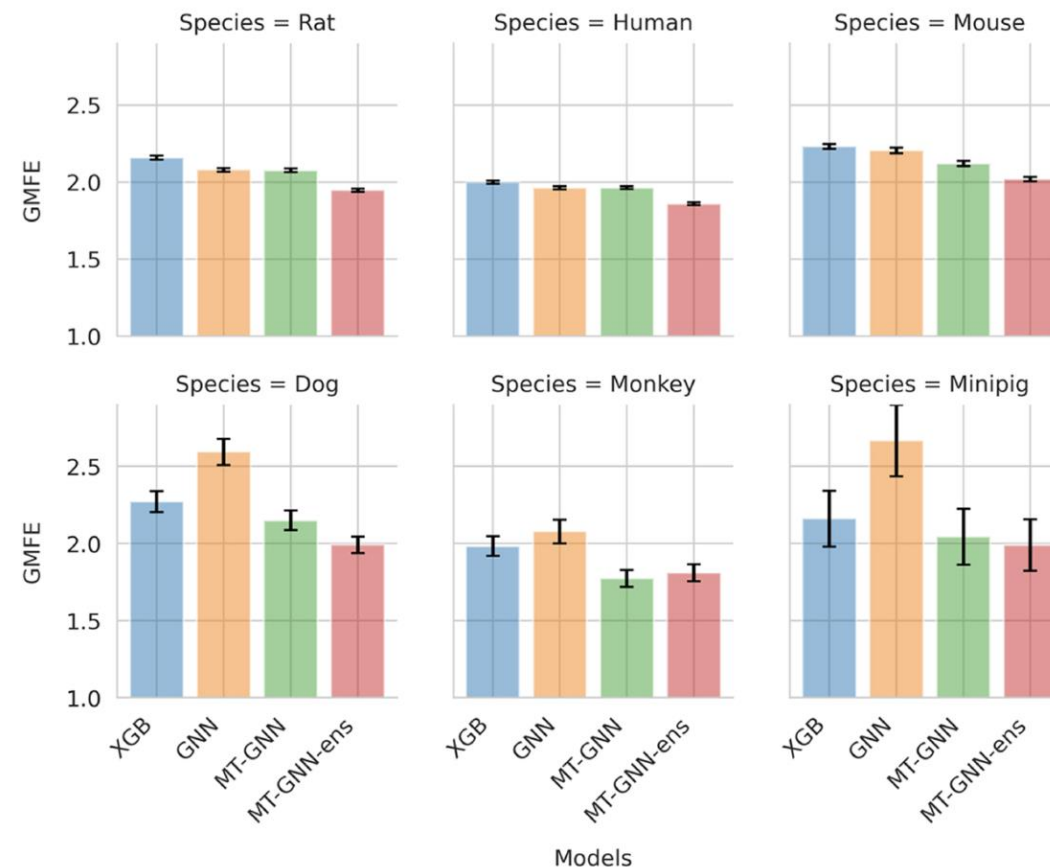 Species = Rat
Species = Human
Species = Mouse
GMFE
2.5
2.0
1.5
1.0
Species = Dog
Species = Monkey
Species = Minipig
GMFE
2.5
2.0
1.5
1.0
XGB
GNN
MT-GNN
MT-GNN-ens
XGB
GNN
MT-GNN
MT-GNN-ens
XGB
GNN
MT-GNN
MT-GNN-ens
Models